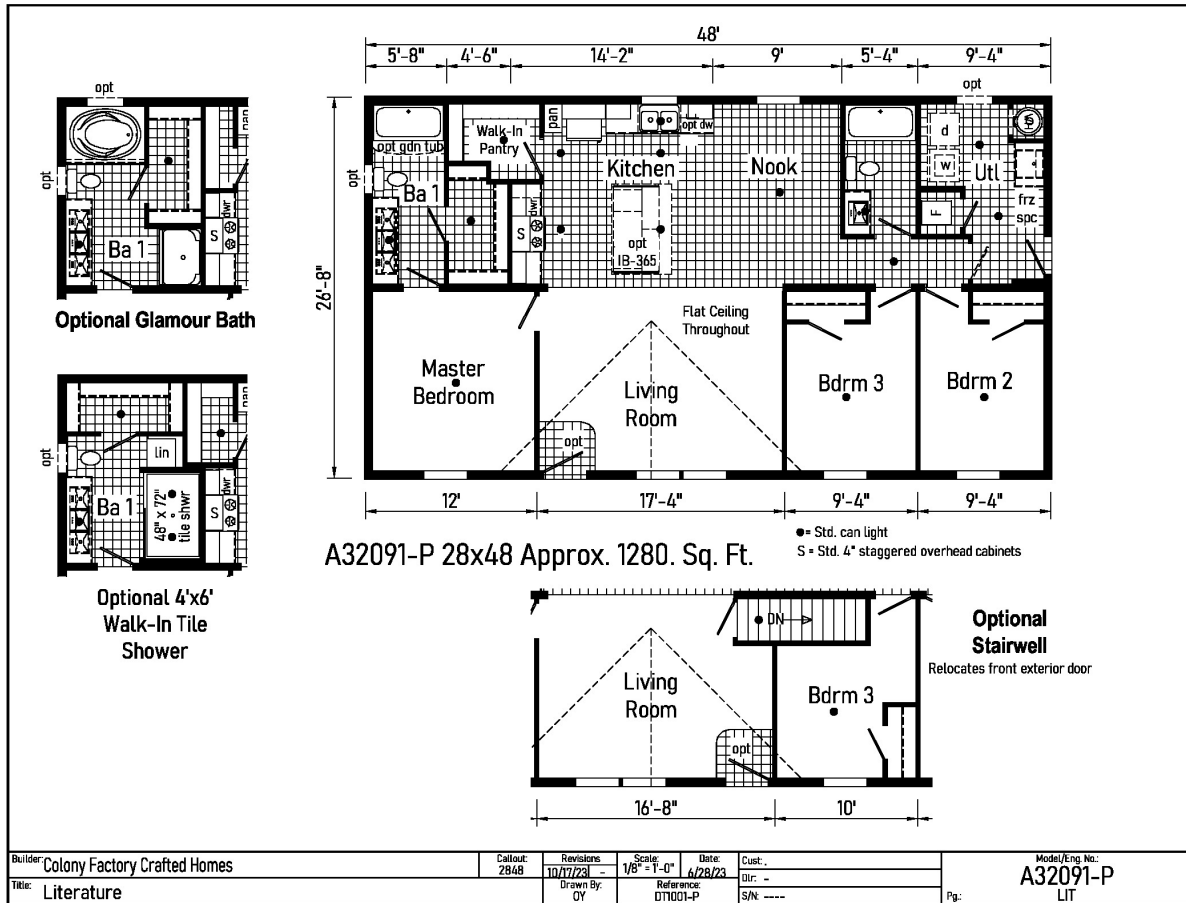 48'
5'-8" 4'-6" 14'-2" 9' 5'-4" 9'-4"
26'-8"
opt
opt
pan
Walk-In
Pantry
opt gdn tub
opt dw
Kitchen
Nook
d
w
Utl
frz
spc
F
Ba 1
dwr
S
opt
IB-365
Flat Ceiling
Throughout
Master
Bedroom
Living
Room
opt
Bdrm 3
Bdrm 2
12' 17'-4" 9'-4" 9'-4"
● = Std. can light
S = Std. 4" staggered overhead cabinets
A32091-P 28x48 Approx. 1280. Sq. Ft.
opt
opt
pan
dwr
S
Ba 1
Optional Glamour Bath
opt
pan
lin
dwr
S
Ba 1
48" x 72"
tile shwr
Optional 4'x6'
Walk-In Tile
Shower
DN
Living
Room
opt
Bdrm 3
16'-8" 10'
Optional
Stairwell
Relocates front exterior door
Builder: Colony Factory Crafted Homes
Title: Literature
Callout:
2848
Revisions
10/17/23 -
Scale:
1/8" = 1'-0"
Date:
6/28/23
Drawn By:
OY
Reference:
DT1001-P
Cust: .
Dlr: -
S/N: ----
Model/Eng. No.:
A32091-P
Pg.: LIT